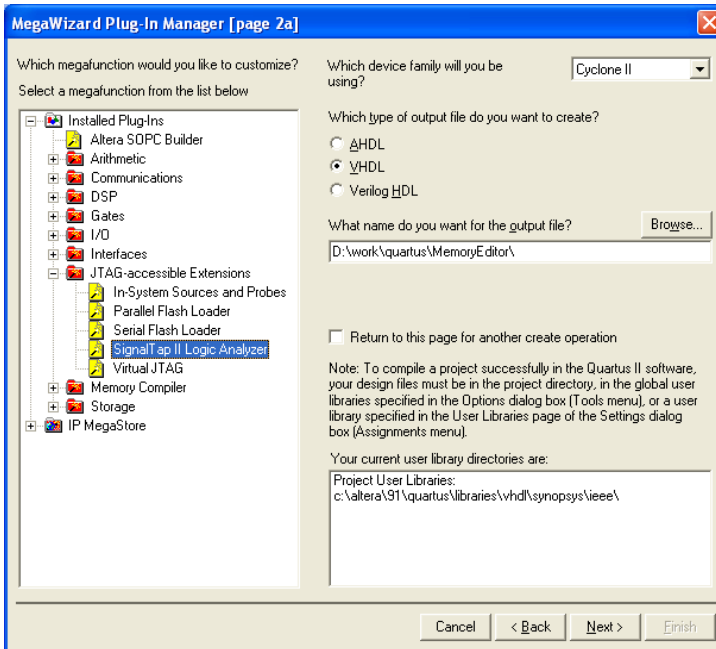 MegaWizard Plug-In Manager [page 2a]
Which megafunction would you like to customize?
Select a megafunction from the list below
Installed Plug-Ins
Altera SOPC Builder
Arithmetic
Communications
DSP
Gates
I/O
Interfaces
JTAG-accessible Extensions
In-System Sources and Probes
Parallel Flash Loader
Serial Flash Loader
SignalTap II Logic Analyzer
Virtual JTAG
Memory Compiler
Storage
IP MegaStore
Which device family will you be
using?
Cyclone II
Which type of output file do you want to create?
AHDL
VHDL
Verilog HDL
What name do you want for the output file?
Browse...
D:\work\quartus\MemoryEditor\
Return to this page for another create operation
Note: To compile a project successfully in the Quartus II software,
your design files must be in the project directory, in the global user
libraries specified in the Options dialog box (Tools menu), or a user
library specified in the User Libraries page of the Settings dialog
box (Assignments menu).
Your current user library directories are:
Project User Libraries:
c:\altera\91\quartus\libraries\vhdl\synopsys\ieee\
Cancel
< Back
Next >
Finish